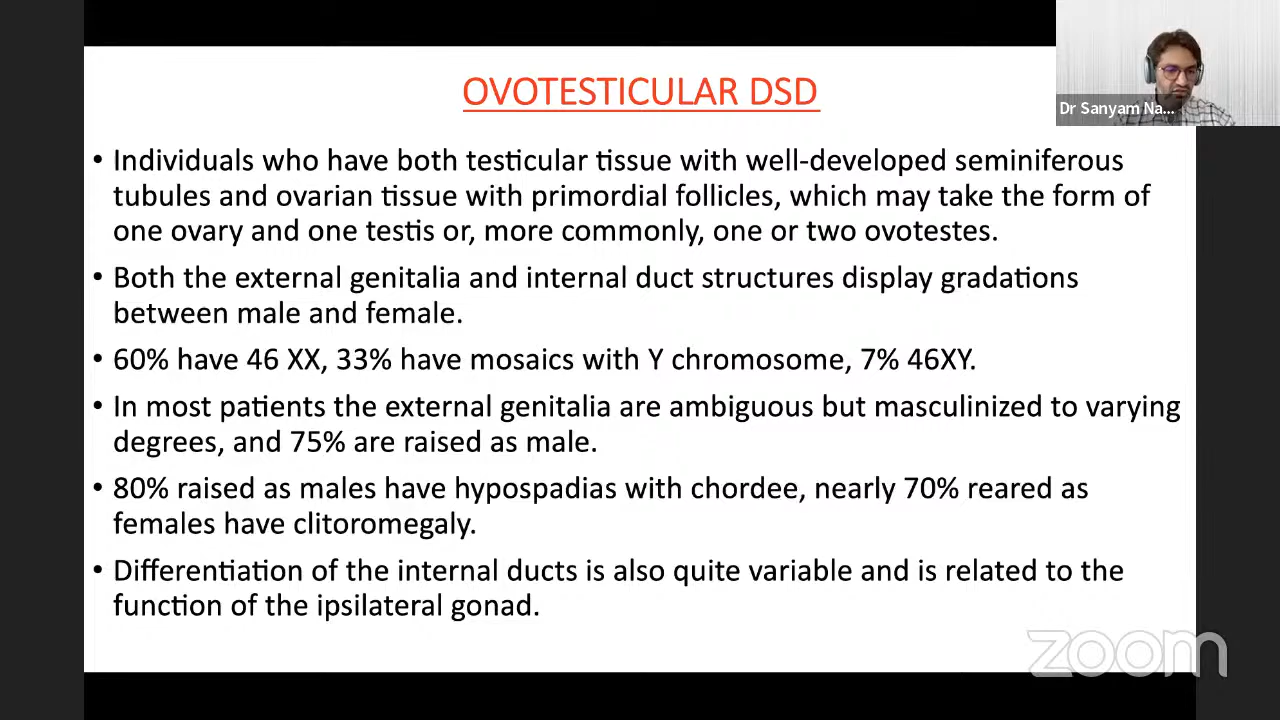 OVOTESTICULAR DSD
Dr Sanyam Na...
• Individuals who have both testicular tissue with well-developed seminiferous
tubules and ovarian tissue with primordial follicles, which may take the form of
one ovary and one testis or, more commonly, one or two ovotestes.
• Both the external genitalia and internal duct structures display gradations
between male and female.
• 60% have 46 XX, 33% have mosaics with Y chromosome, 7% 46XY.
• In most patients the external genitalia are ambiguous but masculinized to varying
degrees, and 75% are raised as male.
• 80% raised as males have hypospadias with chordee, nearly 70% reared as
females have clitoromegaly.
• Differentiation of the internal ducts is also quite variable and is related to the
function of the ipsilateral gonad.
zoom